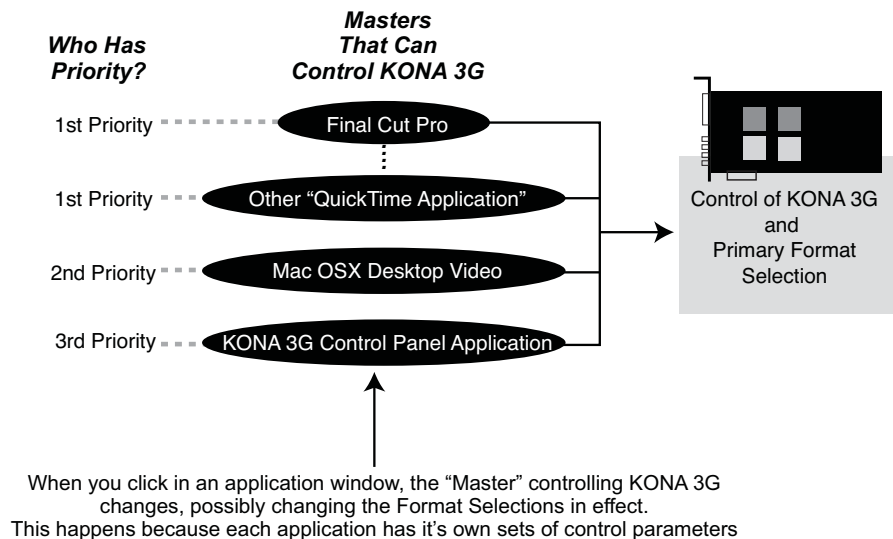 Who Has
Priority?
Masters
That Can
Control KONA 3G
1st Priority
Final Cut Pro
1st Priority
Other “QuickTime Application”
2nd Priority
Mac OSX Desktop Video
3rd Priority
KONA 3G Control Panel Application
Control of KONA 3G
and
Primary Format
Selection
When you click in an application window, the “Master” controlling KONA 3G
changes, possibly changing the Format Selections in effect.
This happens because each application has it’s own sets of control parameters